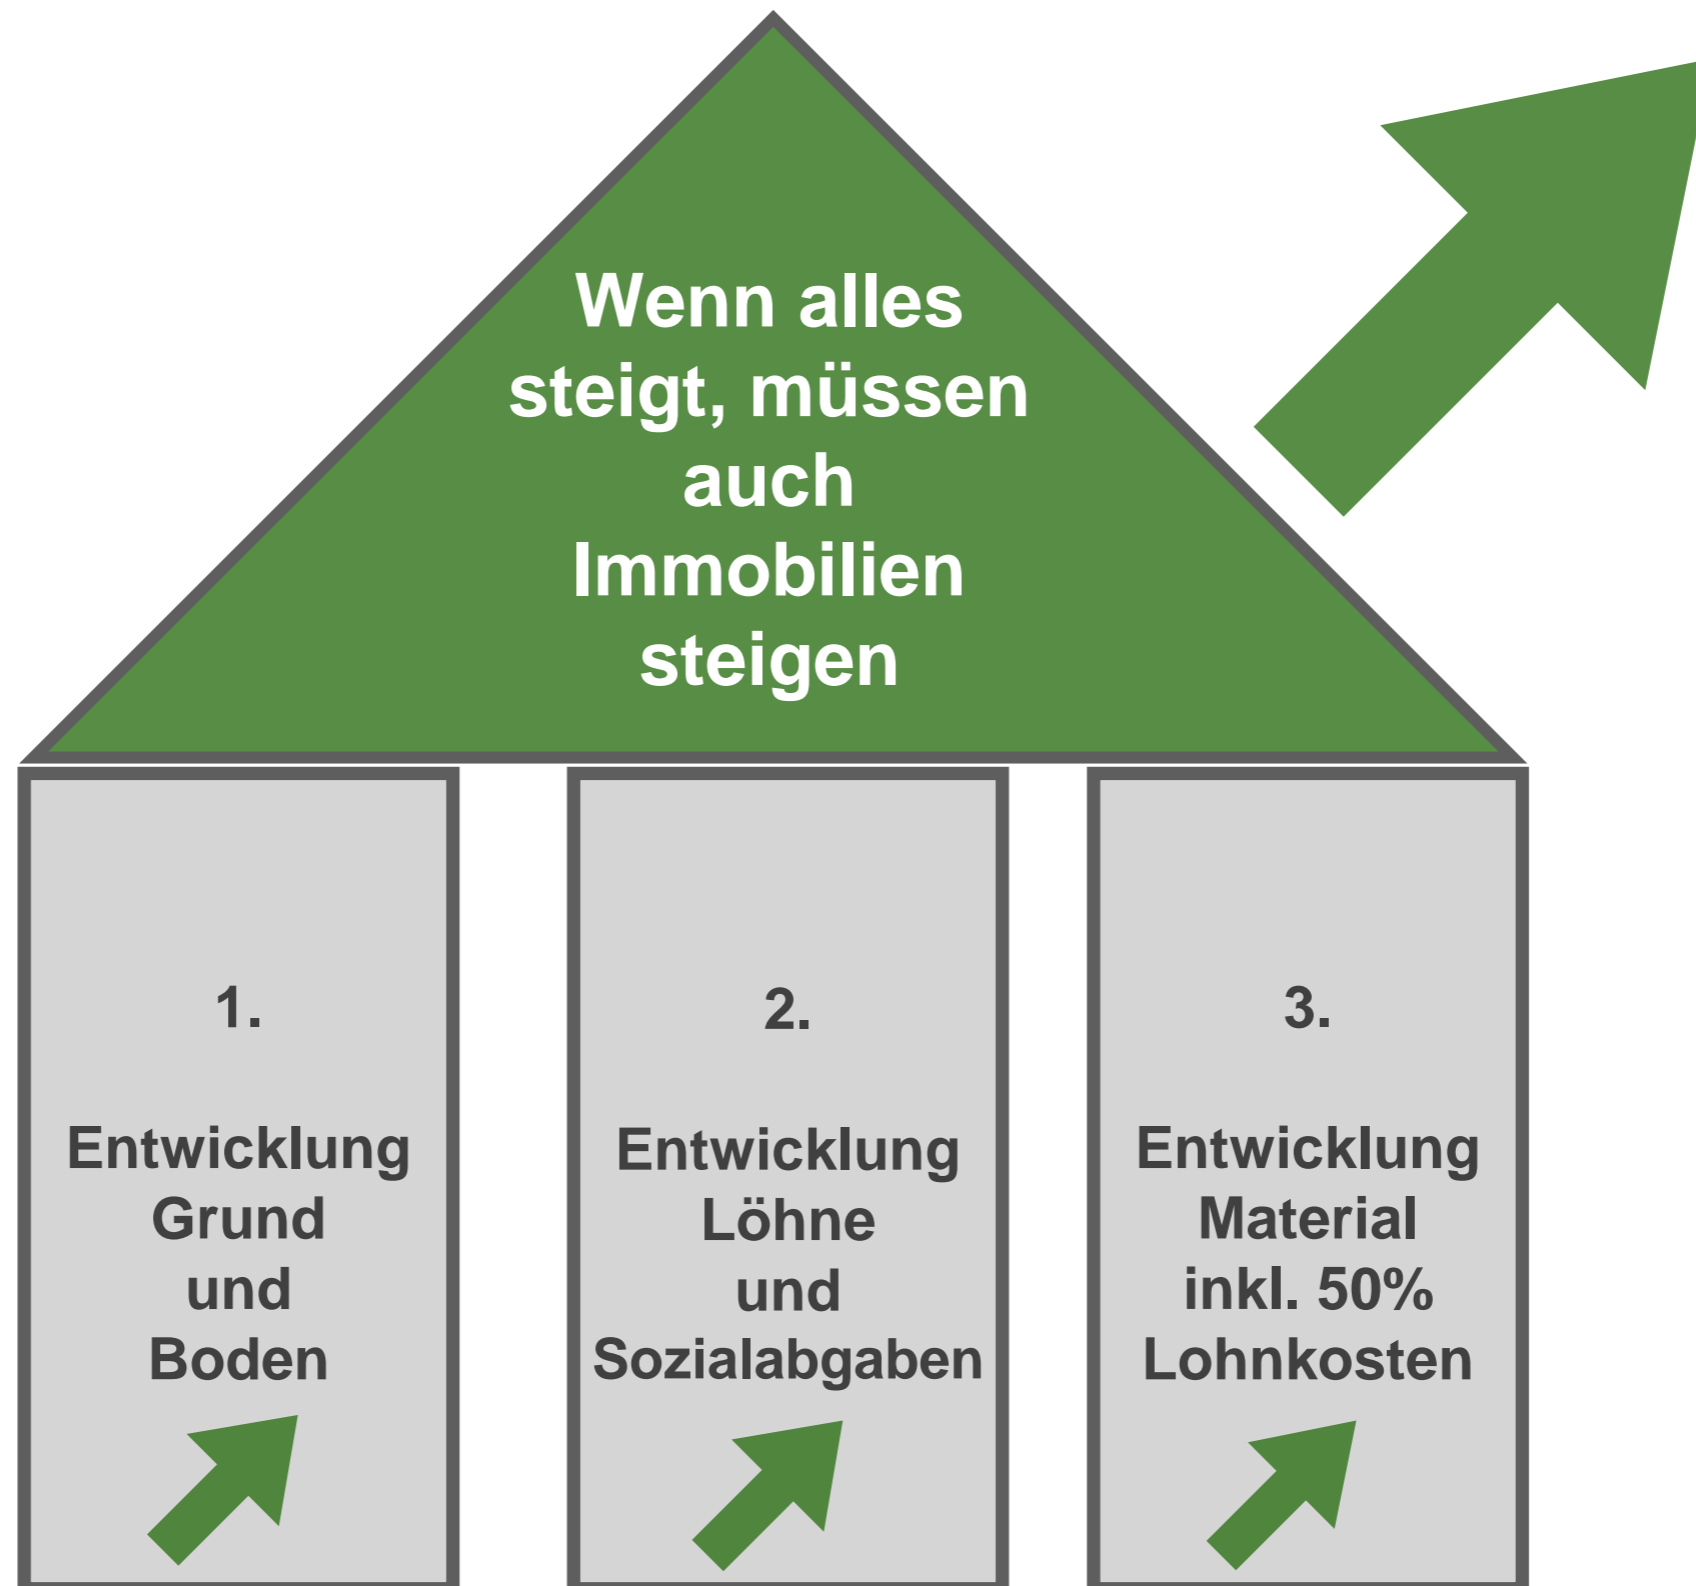 Wenn alles
steigt, müssen
auch
Immobilien
steigen
1.
Entwicklung
Grund
und
Boden
2.
Entwicklung
Löhne
und
Sozialabgaben
3.
Entwicklung
Material
inkl. 50%
Lohnkosten